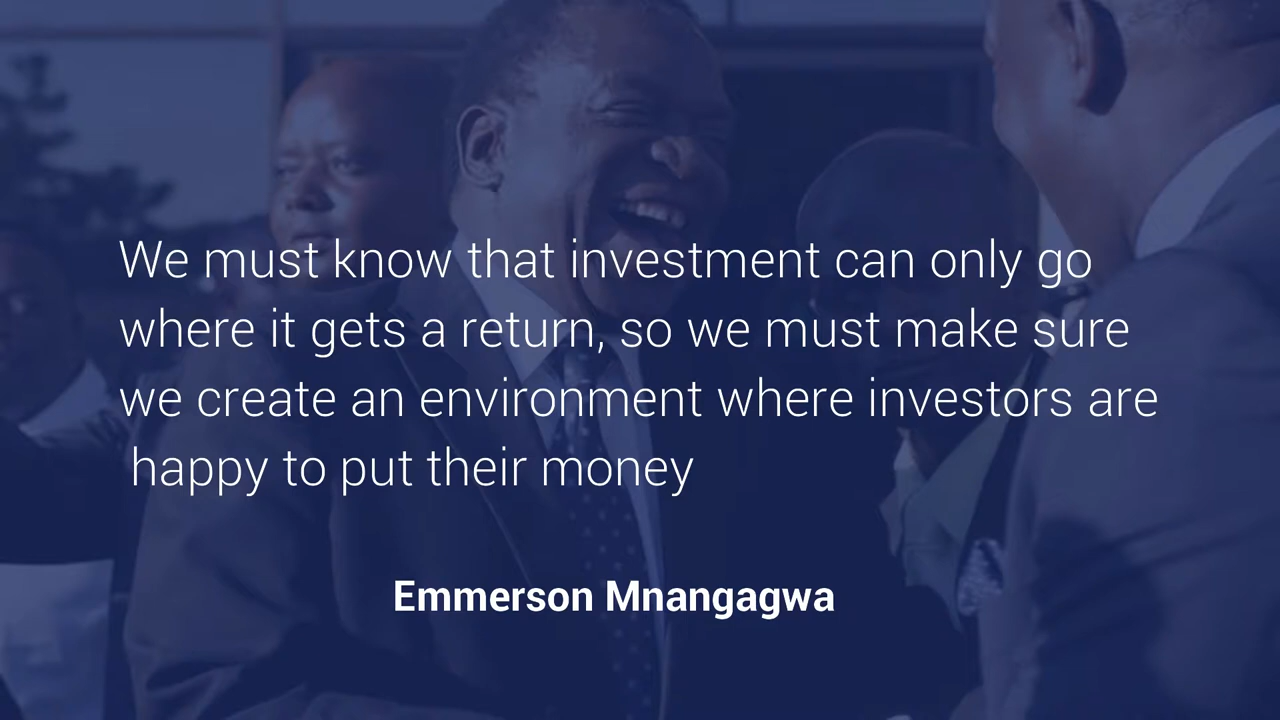 We must know that investment can only go
where it gets a return, so we must make sure
we create an environment where investors are
happy to put their money
Emmerson Mnangagwa